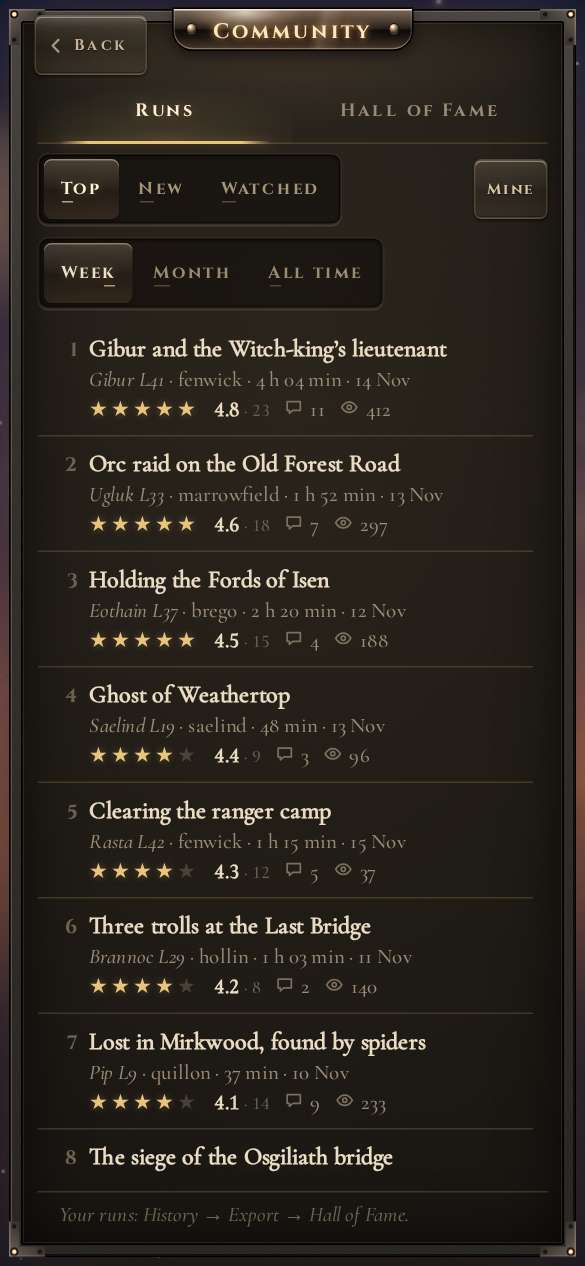 Back
Community
Runs
Hall of Fame
Top
New
Watched
Mine
Week
Month
All time
1 Gibur and the Witch-king’s lieutenant
Gibur L41 · fenwick · 4 h 04 min · 14 Nov
★★★★★ 4.8 · 23 11 412
2 Orc raid on the Old Forest Road
Ugluk L33 · marrowfield · 1 h 52 min · 13 Nov
★★★★★ 4.6 · 18 7 297
3 Holding the Fords of Isen
Eothain L37 · brego · 2 h 20 min · 12 Nov
★★★★★ 4.5 · 15 4 188
4 Ghost of Weathertop
Saelind L19 · saelind · 48 min · 13 Nov
★★★★★ 4.4 · 9 3 96
5 Clearing the ranger camp
Rasta L42 · fenwick · 1 h 15 min · 15 Nov
★★★★★ 4.3 · 12 5 37
6 Three trolls at the Last Bridge
Brannoc L29 · hollin · 1 h 03 min · 11 Nov
★★★★★ 4.2 · 8 2 140
7 Lost in Mirkwood, found by spiders
Pip L9 · quillon · 37 min · 10 Nov
★★★★★ 4.1 · 14 9 233
8 The siege of the Osgiliath bridge
Your runs: History → Export → Hall of Fame.